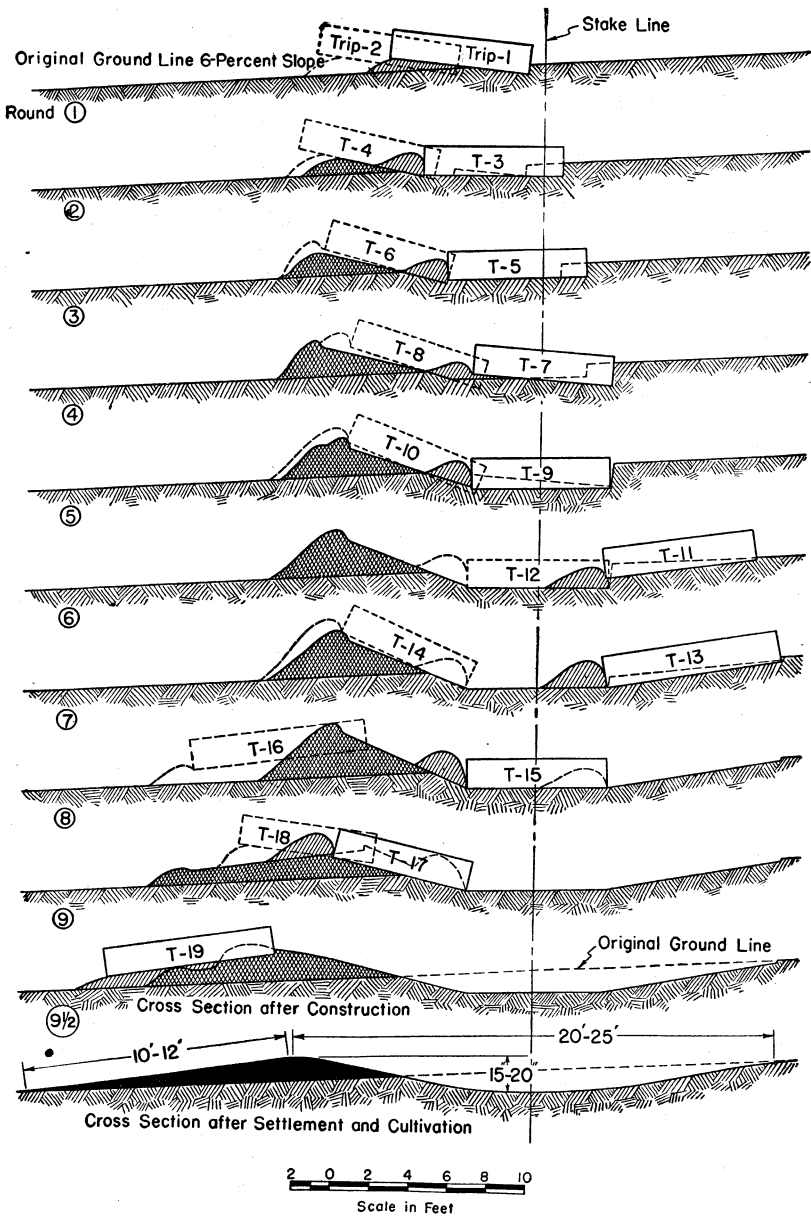 Stake Line
Trip-2
Trip-1
Original Ground Line 6-Percent Slope
Round 1
T-4
T-3
2
T-6
T-5
3
T-8
T-7
4
T-10
T-9
5
T-11
T-12
6
T-14
T-13
7
T-16
T-15
8
T-18
T-17
9
T-19
Original Ground Line
Cross Section after Construction
9½
10'-12'
20'-25'
15-20"
Cross Section after Settlement and Cultivation
2 0 2 4 6 8 10
Scale in Feet